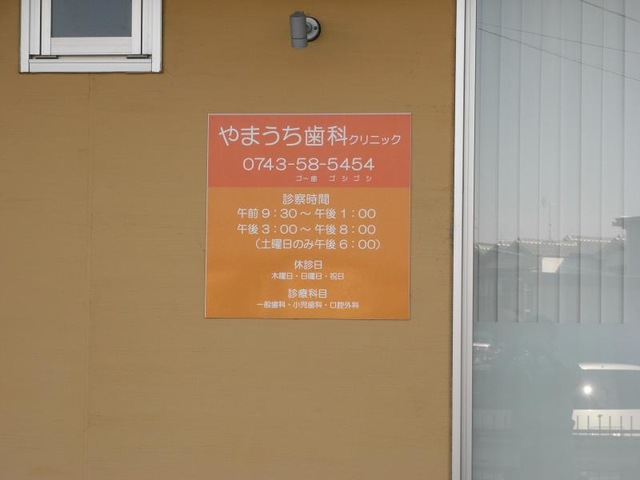 やまうち歯科クリニック
0743-58-5454
ゴー歯 ゴシゴシ
診察時間
午前9:30～午後1:00
午後3:00～午後8:00
(土曜日のみ午後6:00)
休診日
木曜日・日曜日・祝日
診療科目
一般歯科・小児歯科・口腔外科